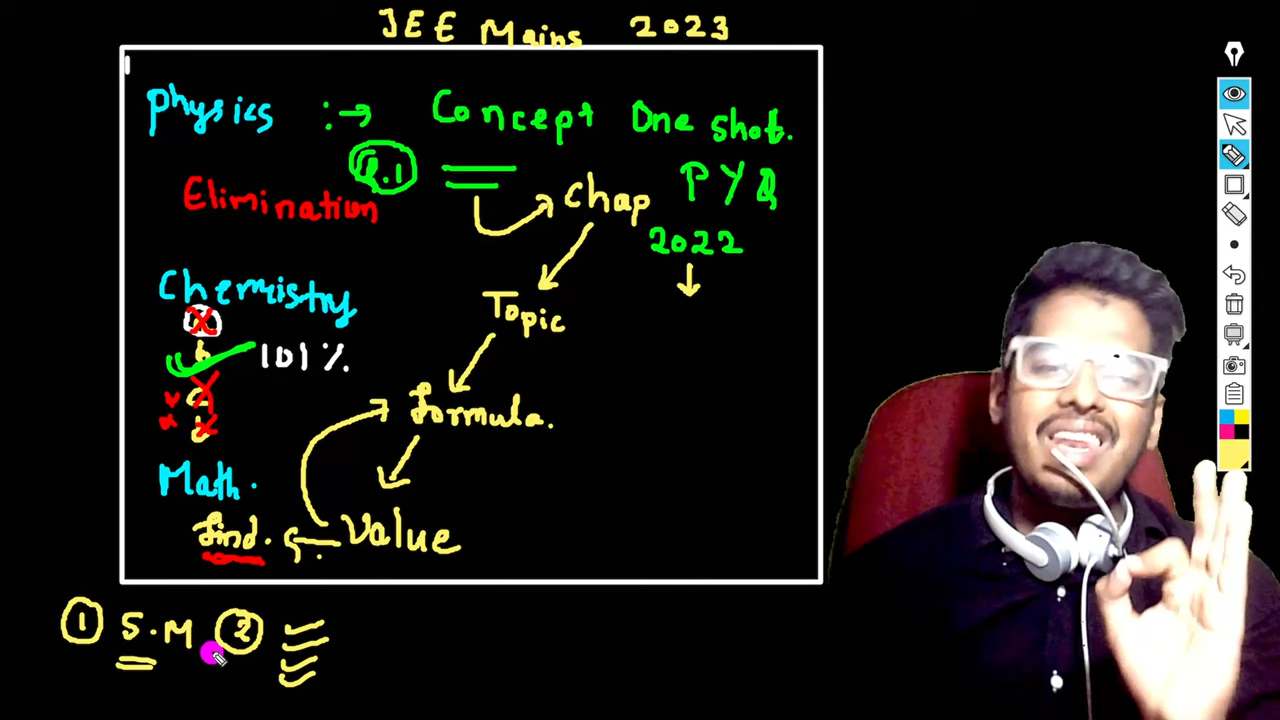 JEE Mains 2023
Physics :→ Concept One shot.
Q.1
PYQ
Elimination
Chap
2022
Chemistry
Topic
b
101 %
Formula.
Math.
find.
Value
1 S.M 2